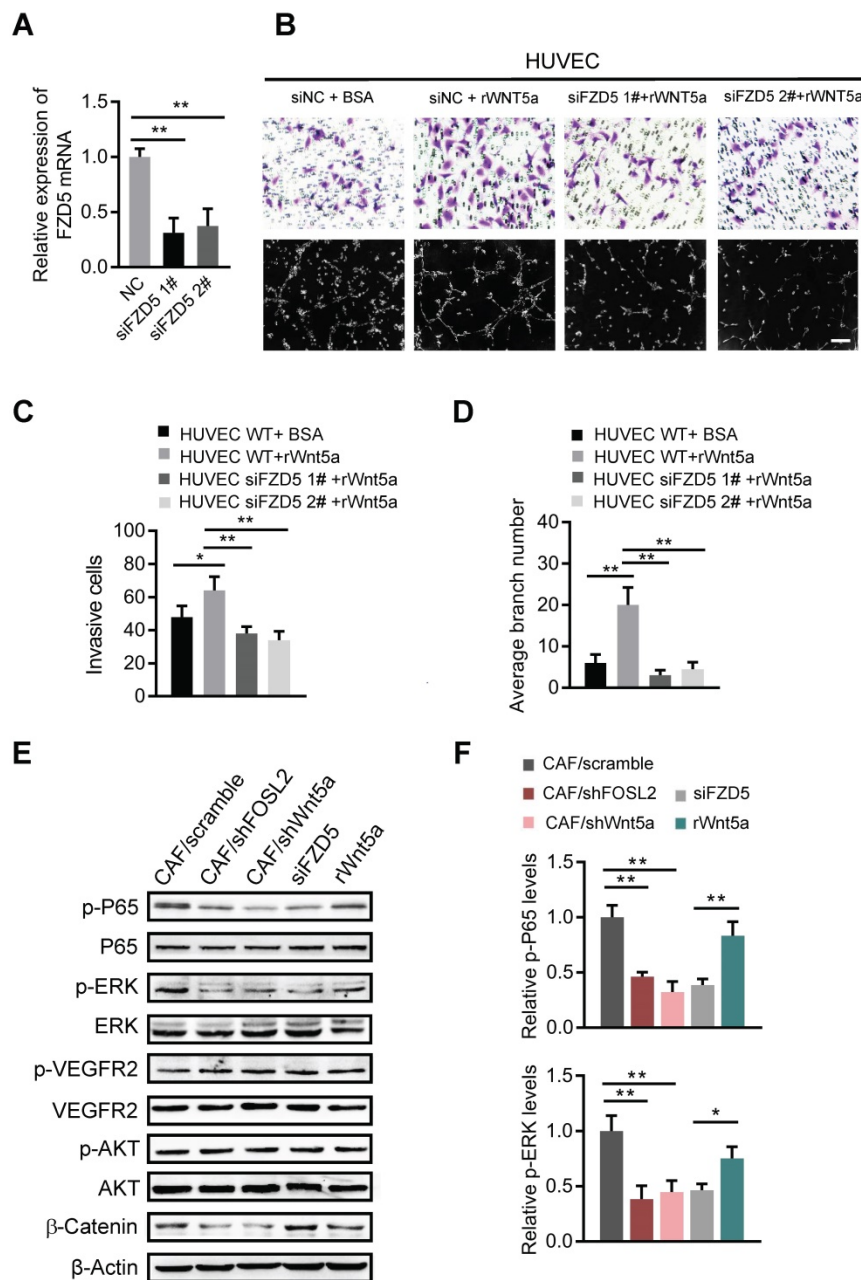 A
Relative expression of
FZD5 mRNA
1.5
1.0
0.5
0.0
**
**
NC
siFZD5 1#
siFZD5 2#
B
HUVEC
siNC + BSA
siNC + rWNT5a
siFZD5 1#+rWNT5a
siFZD5 2#+rWNT5a
C
HUVEC WT+ BSA
HUVEC WT+rWnt5a
HUVEC siFZD5 1# +rWnt5a
HUVEC siFZD5 2# +rWnt5a
Invasive cells
100
80
60
40
20
0
**
**
*
D
HUVEC WT+ BSA
HUVEC WT+rWnt5a
HUVEC siFZD5 1# +rWnt5a
HUVEC siFZD5 2# +rWnt5a
Average branch number
40
30
20
10
0
**
**
**
E
CAF/scramble
CAF/shFOSL2
CAF/shWnt5a
siFZD5
rWnt5a
p-P65
P65
p-ERK
ERK
p-VEGFR2
VEGFR2
p-AKT
AKT
β-Catenin
β-Actin
F
CAF/scramble
CAF/shFOSL2
siFZD5
CAF/shWnt5a
rWnt5a
Relative p-P65 levels
1.5
1.0
0.5
0.0
**
**
**
Relative p-ERK levels
1.5
1.0
0.5
0.0
**
**
*